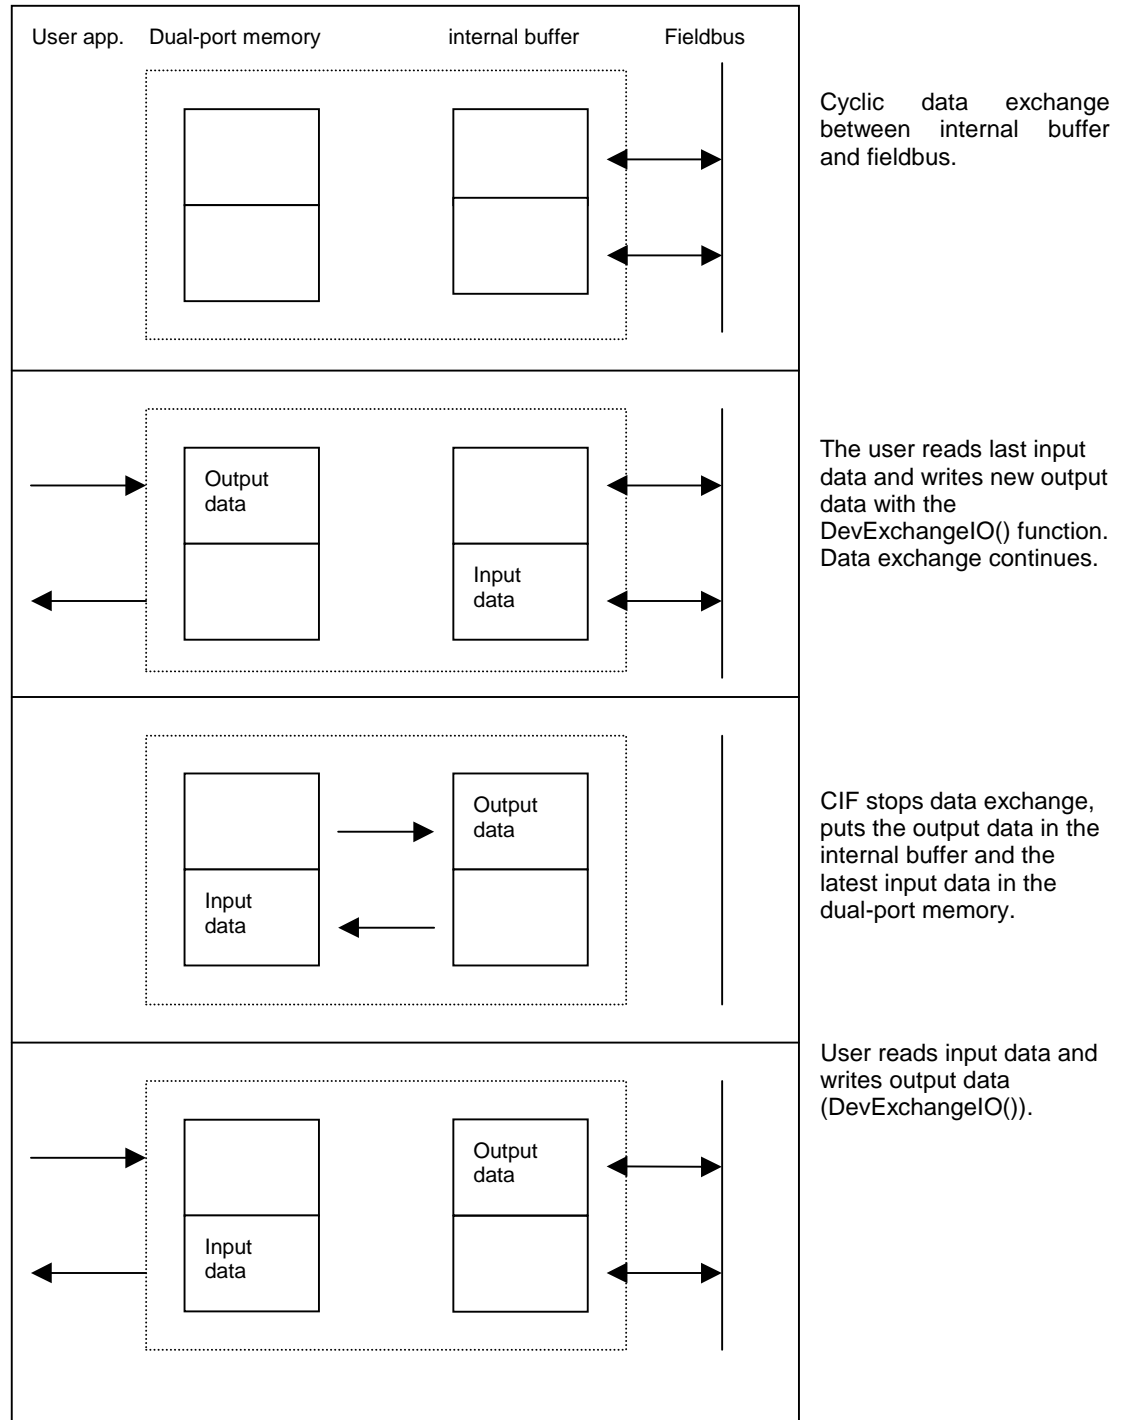 User app. Dual-port memory internal buffer Fieldbus
Cyclic data exchange
between internal buffer
and fieldbus.
Output
data
Input
data
The user reads last input
data and writes new output
data with the
DevExchangeIO() function.
Data exchange continues.
Output
data
Input
data
CIF stops data exchange,
puts the output data in the
internal buffer and the
latest input data in the
dual-port memory.
Output
data
Input
data
User reads input data and
writes output data
(DevExchangeIO()).